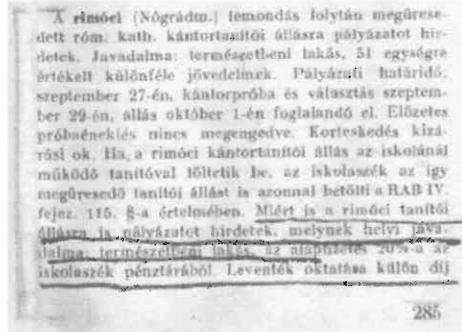 A rimóci (Nógrádm.) lemondás folytán megürese-
dett róm. kath. kántortanítói állásra pályázatot hir-
detek. Javadalma: természetbeni lakás, 51 egységre
értékelt különféle jövedelmek. Pályázati határidő:
szeptember 27-én, kántorpróba és választás szeptem-
ber 29-én, állás október 1-én foglalandó el. Előzetes
próbaéneklés nincs megengedve. Korteskedés kizá-
rási ok. Ha a rimóci kántortanítói állás az iskolánál
működő tanítóval töltetik be, az iskolaszék az így
megüresedő tanítói állást is azonnal betölti a RAB IV.
fejez. 115. §-a értelmében. Miért is a rimóci tanítói
állásra is pályázatot hirdetek, melynek helyi java-
dalma: természetbeni lakás, az alapfizetés 20%-a az
iskolaszék pénztárából. Leventék oktatása külön díj
285